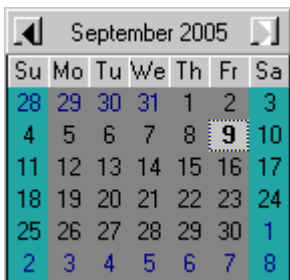 September 2005
Su Mo Tu We Th Fr Sa
28 29 30 31 1 2 3
4 5 6 7 8 9 10
11 12 13 14 15 16 17
18 19 20 21 22 23 24
25 26 27 28 29 30 1
2 3 4 5 6 7 8